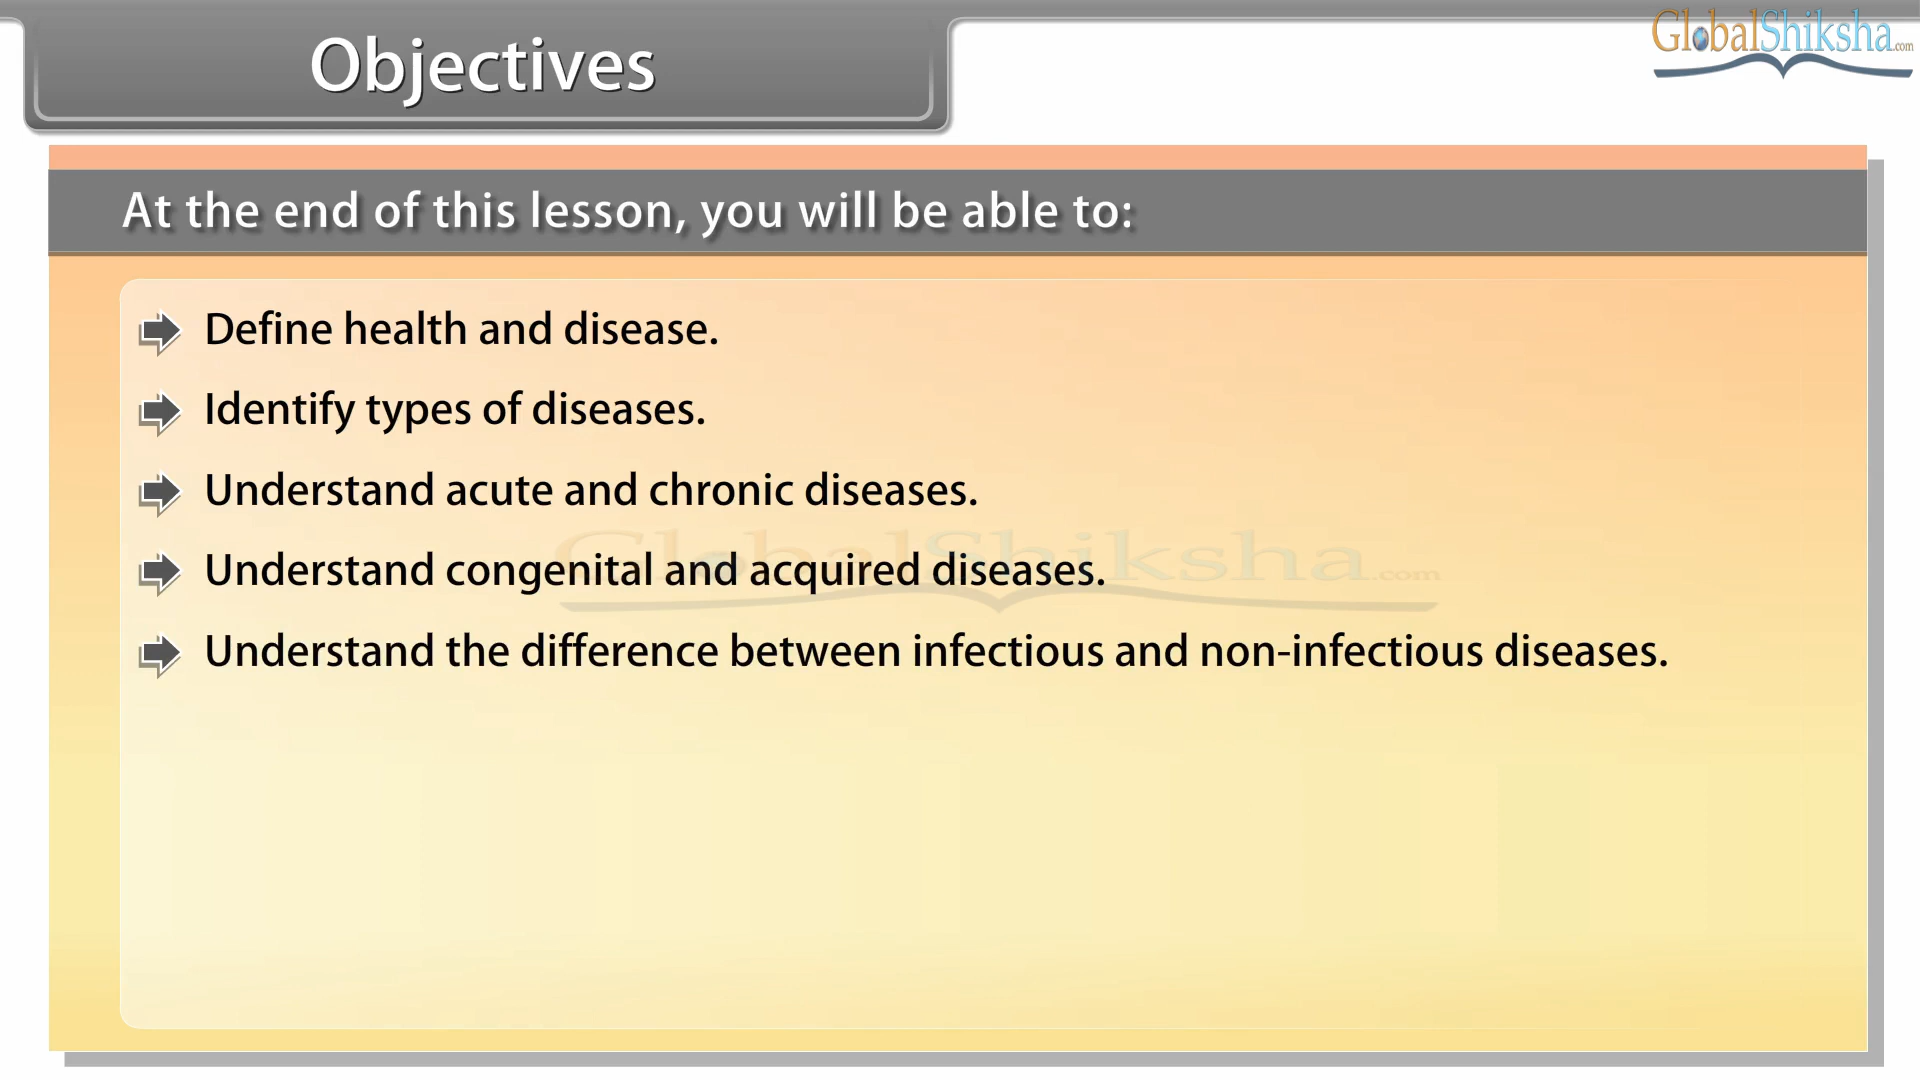 Objectives
GlobalShiksha.com
At the end of this lesson, you will be able to:
Define health and disease.
Identify types of diseases.
Understand acute and chronic diseases.
Understand congenital and acquired diseases.
GlobalShiksha.com
Understand the difference between infectious and non-infectious diseases.